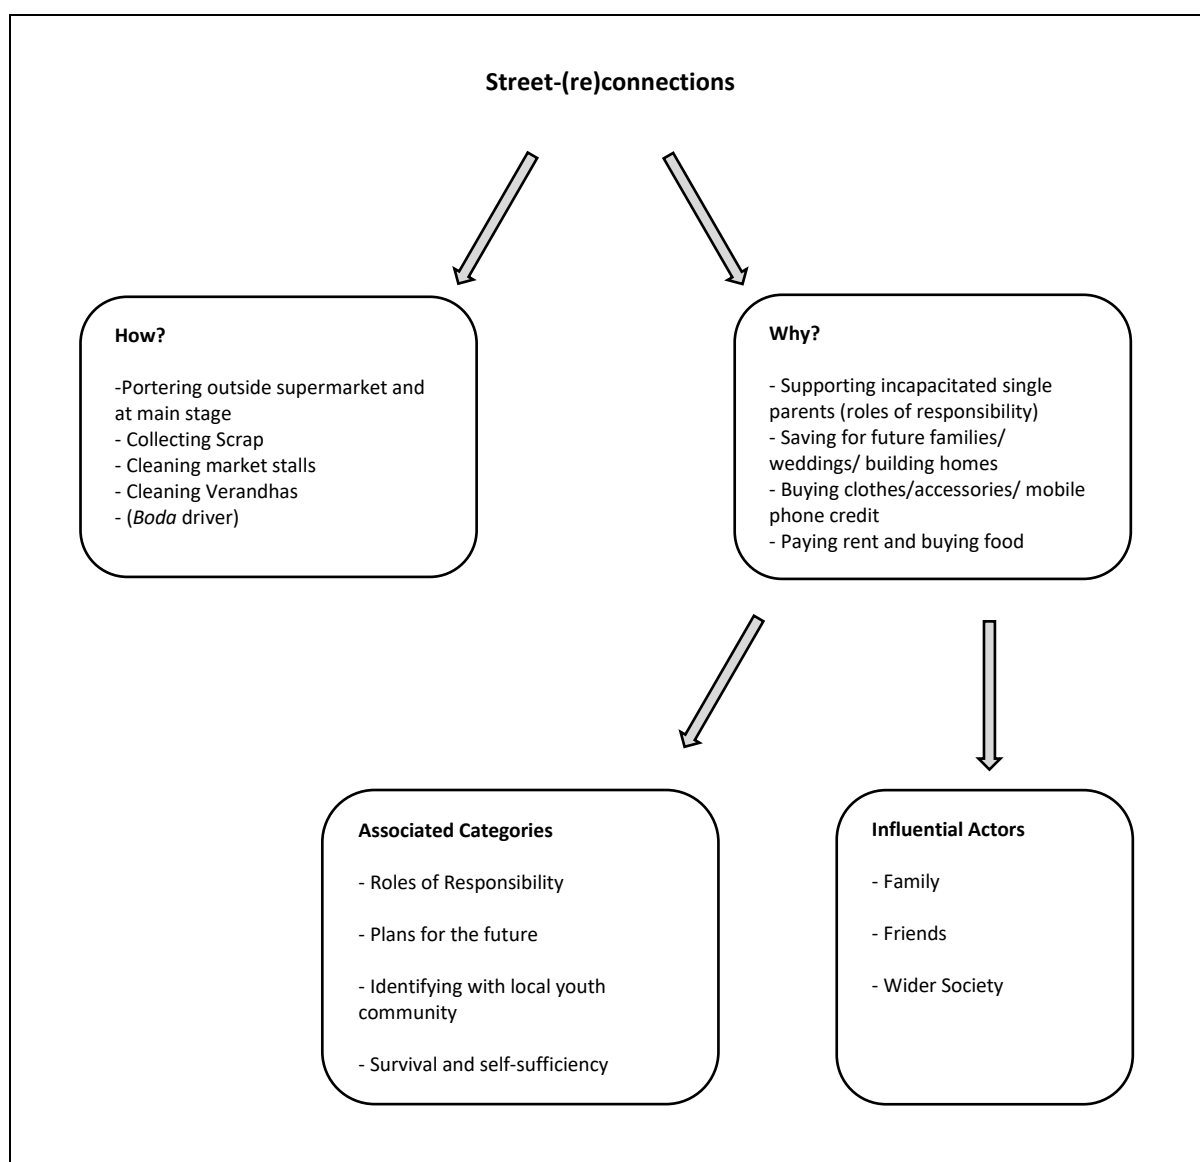 Street-(re)connections
How?
-Portering outside supermarket and
at main stage
- Collecting Scrap
- Cleaning market stalls
- Cleaning Verandhas
- (Boda driver)
Why?
- Supporting incapacitated single
parents (roles of responsibility)
- Saving for future families/
weddings/ building homes
- Buying clothes/accessories/ mobile
phone credit
- Paying rent and buying food
Associated Categories
- Roles of Responsibility
- Plans for the future
- Identifying with local youth
community
- Survival and self-sufficiency
Influential Actors
- Family
- Friends
- Wider Society